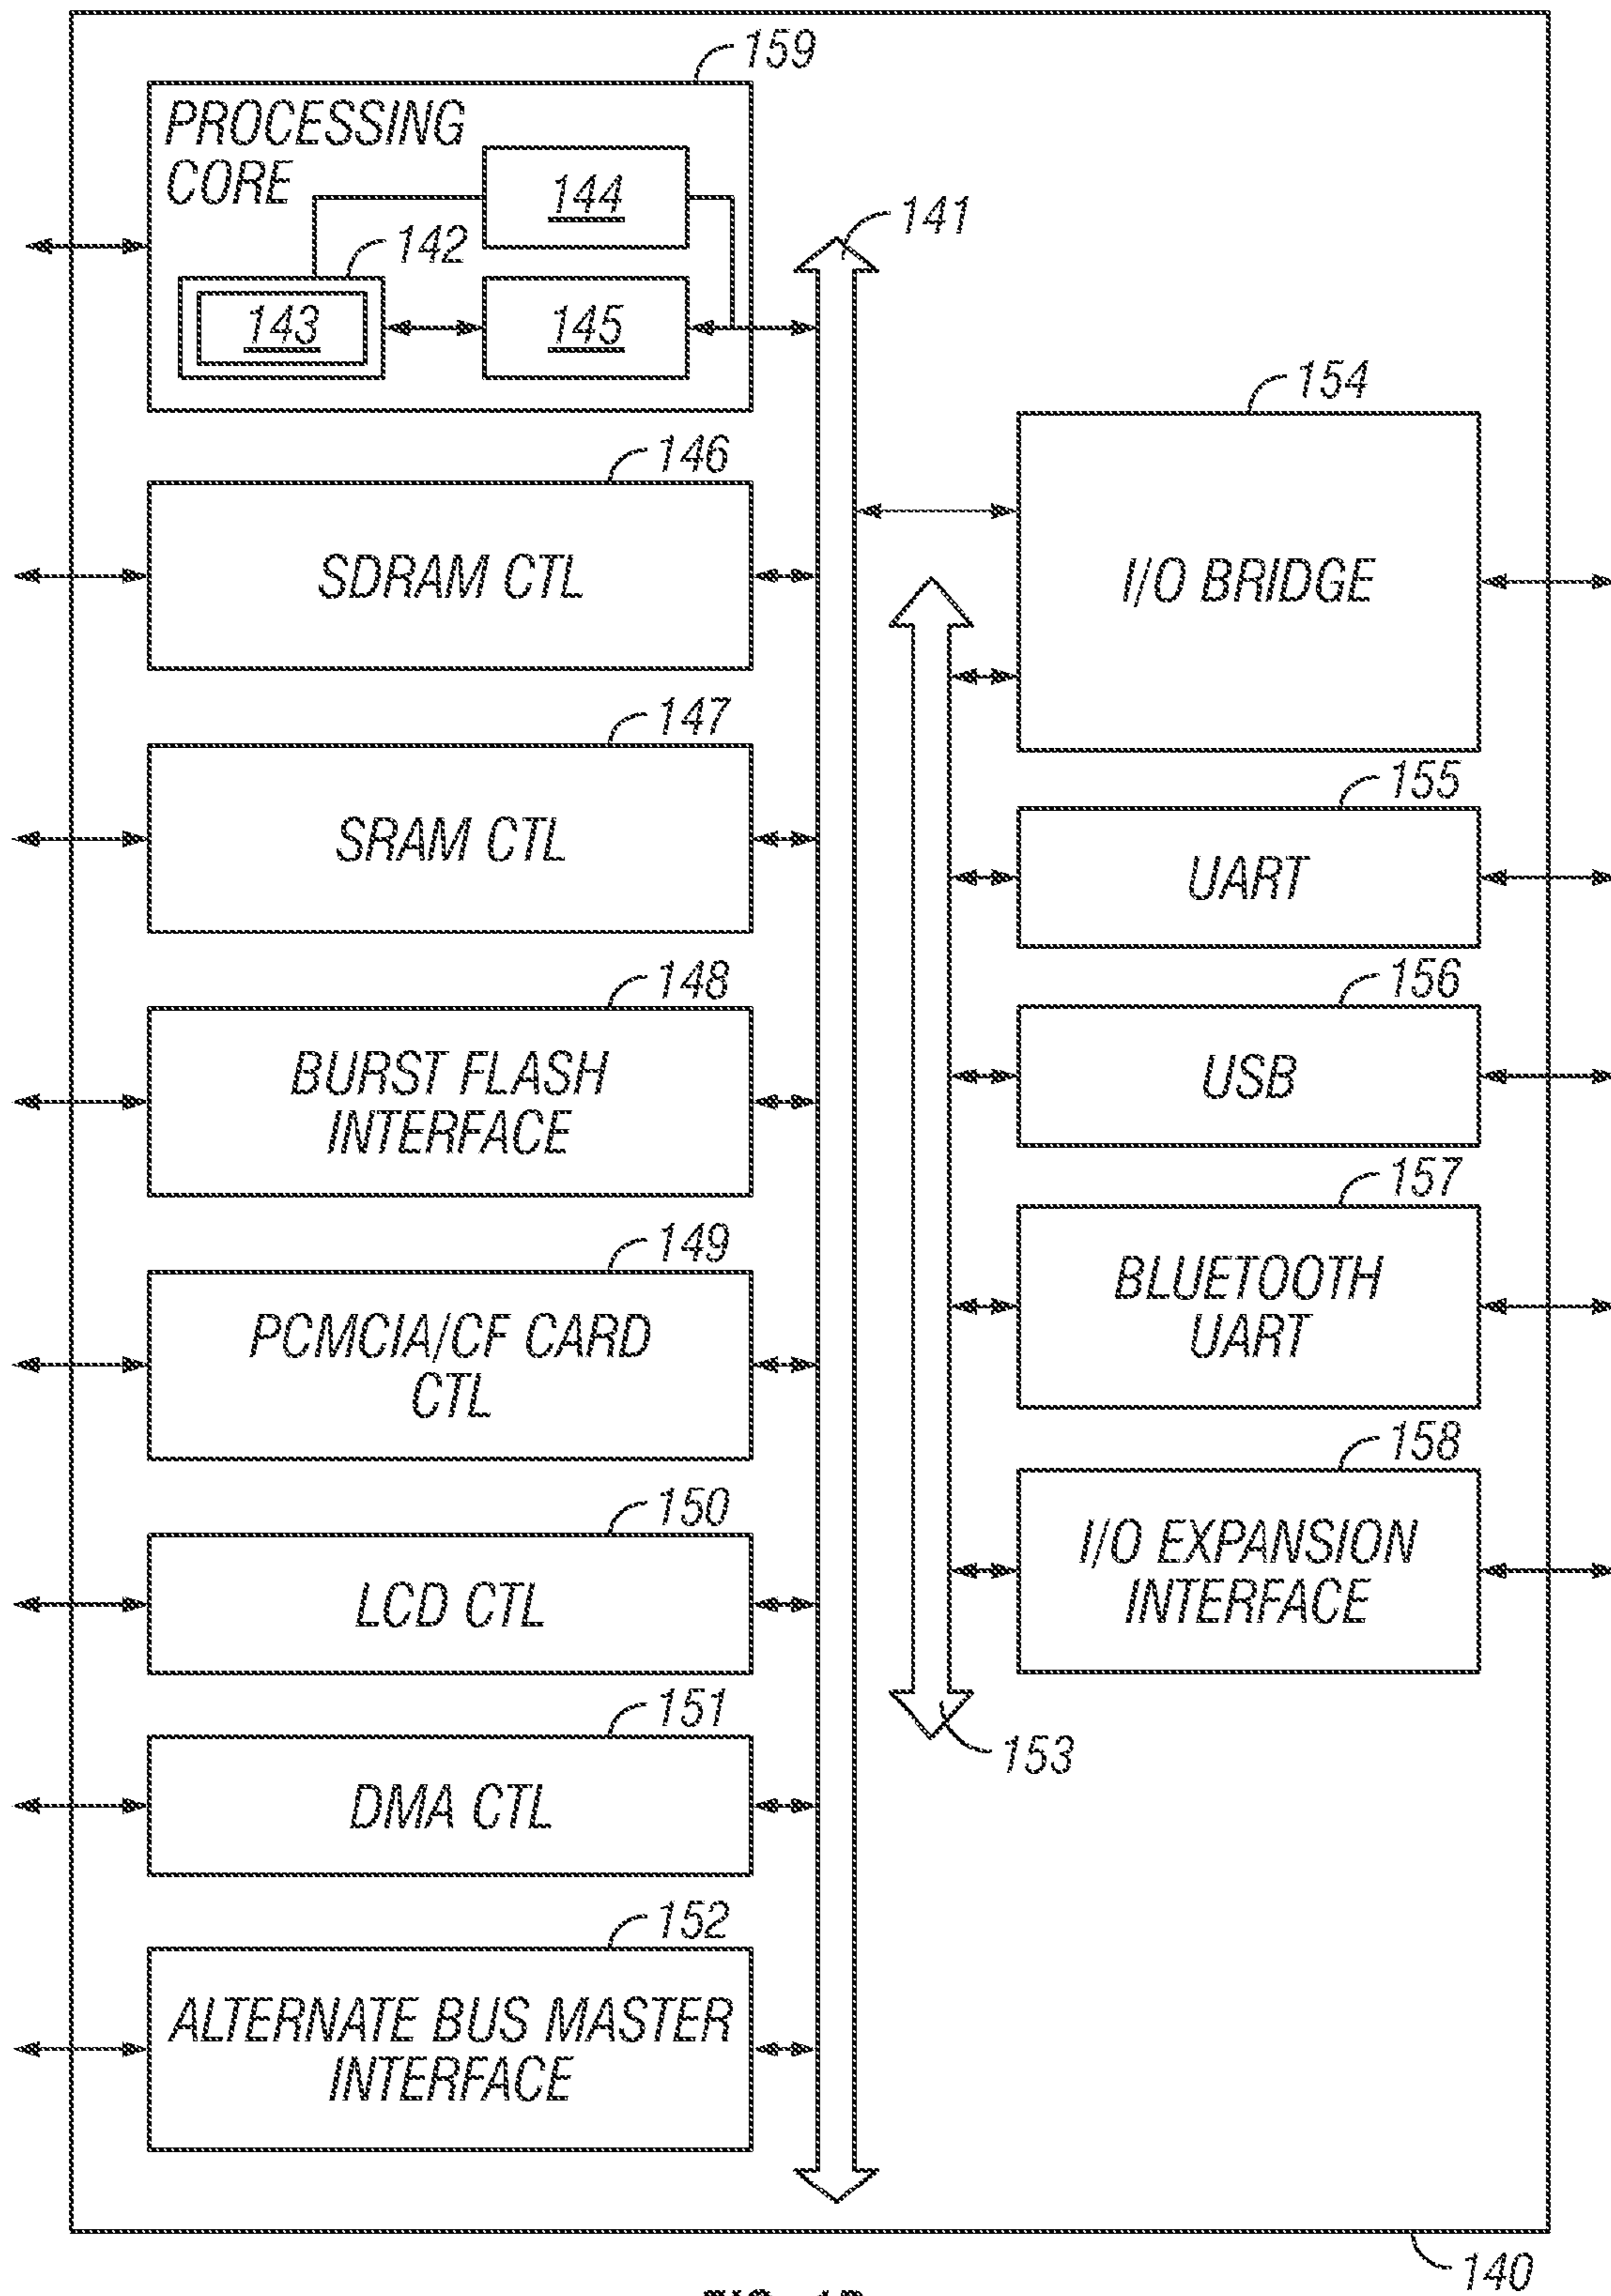 159
PROCESSING
CORE
144
141
142
143
145
154
146
SDRAM CTL
I/O BRIDGE
147
SRAM CTL
155
UART
148
BURST FLASH
INTERFACE
156
USB
157
BLUETOOTH
UART
149
PCMCIA/CF CARD
CTL
158
I/O EXPANSION
INTERFACE
150
LCD CTL
151
DMA CTL
153
152
ALTERNATE BUS MASTER
INTERFACE
140